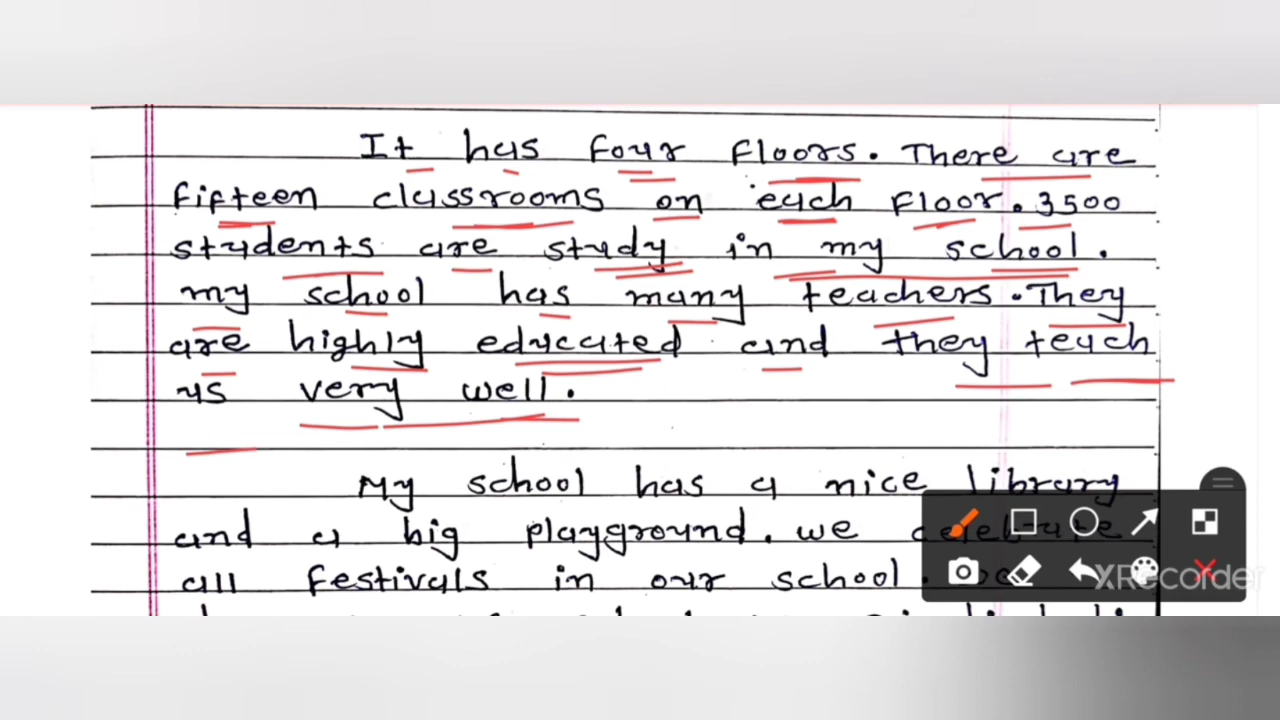 It has four floors. There are
fifteen classrooms on each floor. 3500
students are study in my school.
my school has many teachers. They
are highly educated and they teach
us very well.
My school has a nice library
and a big playground. we celebrate
all festivals in our school.
XRecorder